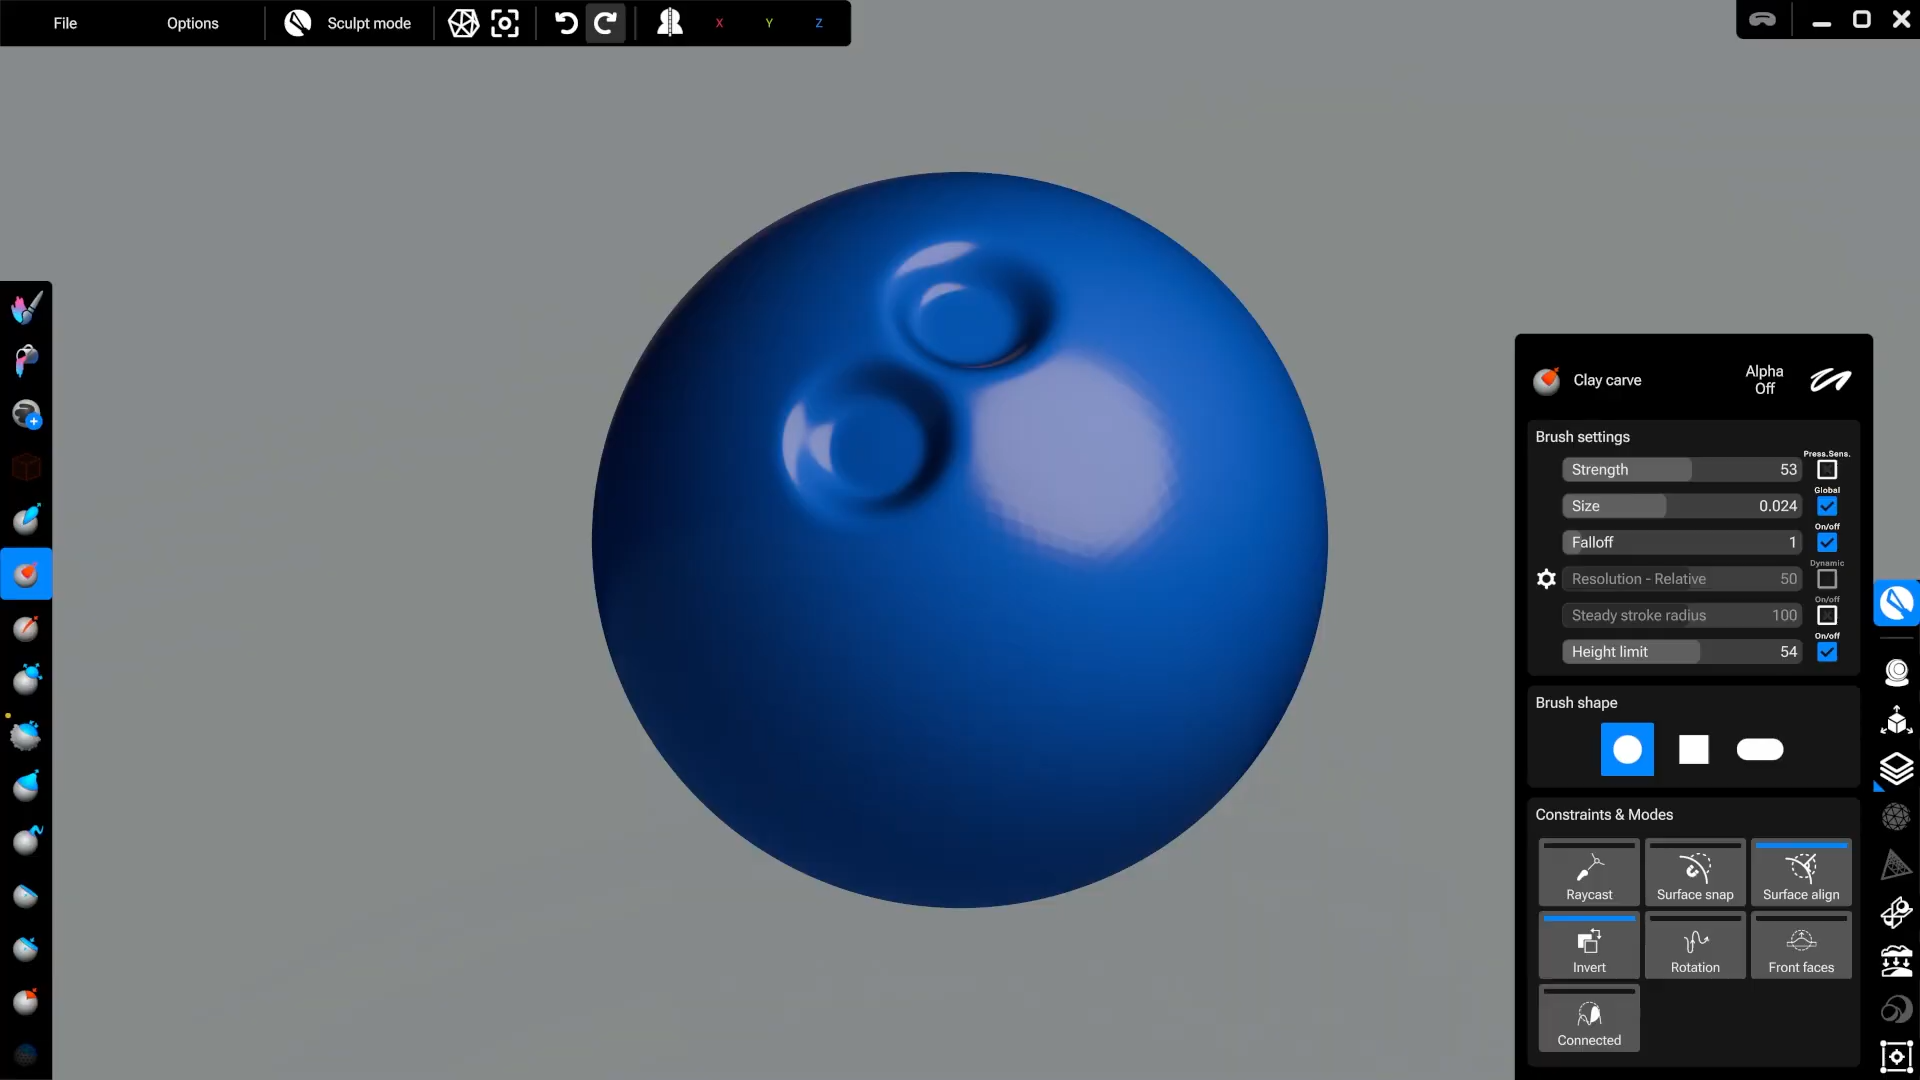 File
Options
Sculpt mode
X
Y
Z
Clay carve
Alpha
Off
Brush settings
Press.Sens.
Strength 53
Global
Size 0.024
On/off
Falloff 1
Dynamic
Resolution - Relative 50
On/off
Steady stroke radius 100
On/off
Height limit 54
Brush shape
Constraints & Modes
Raycast
Surface snap
Surface align
Invert
Rotation
Front faces
Connected